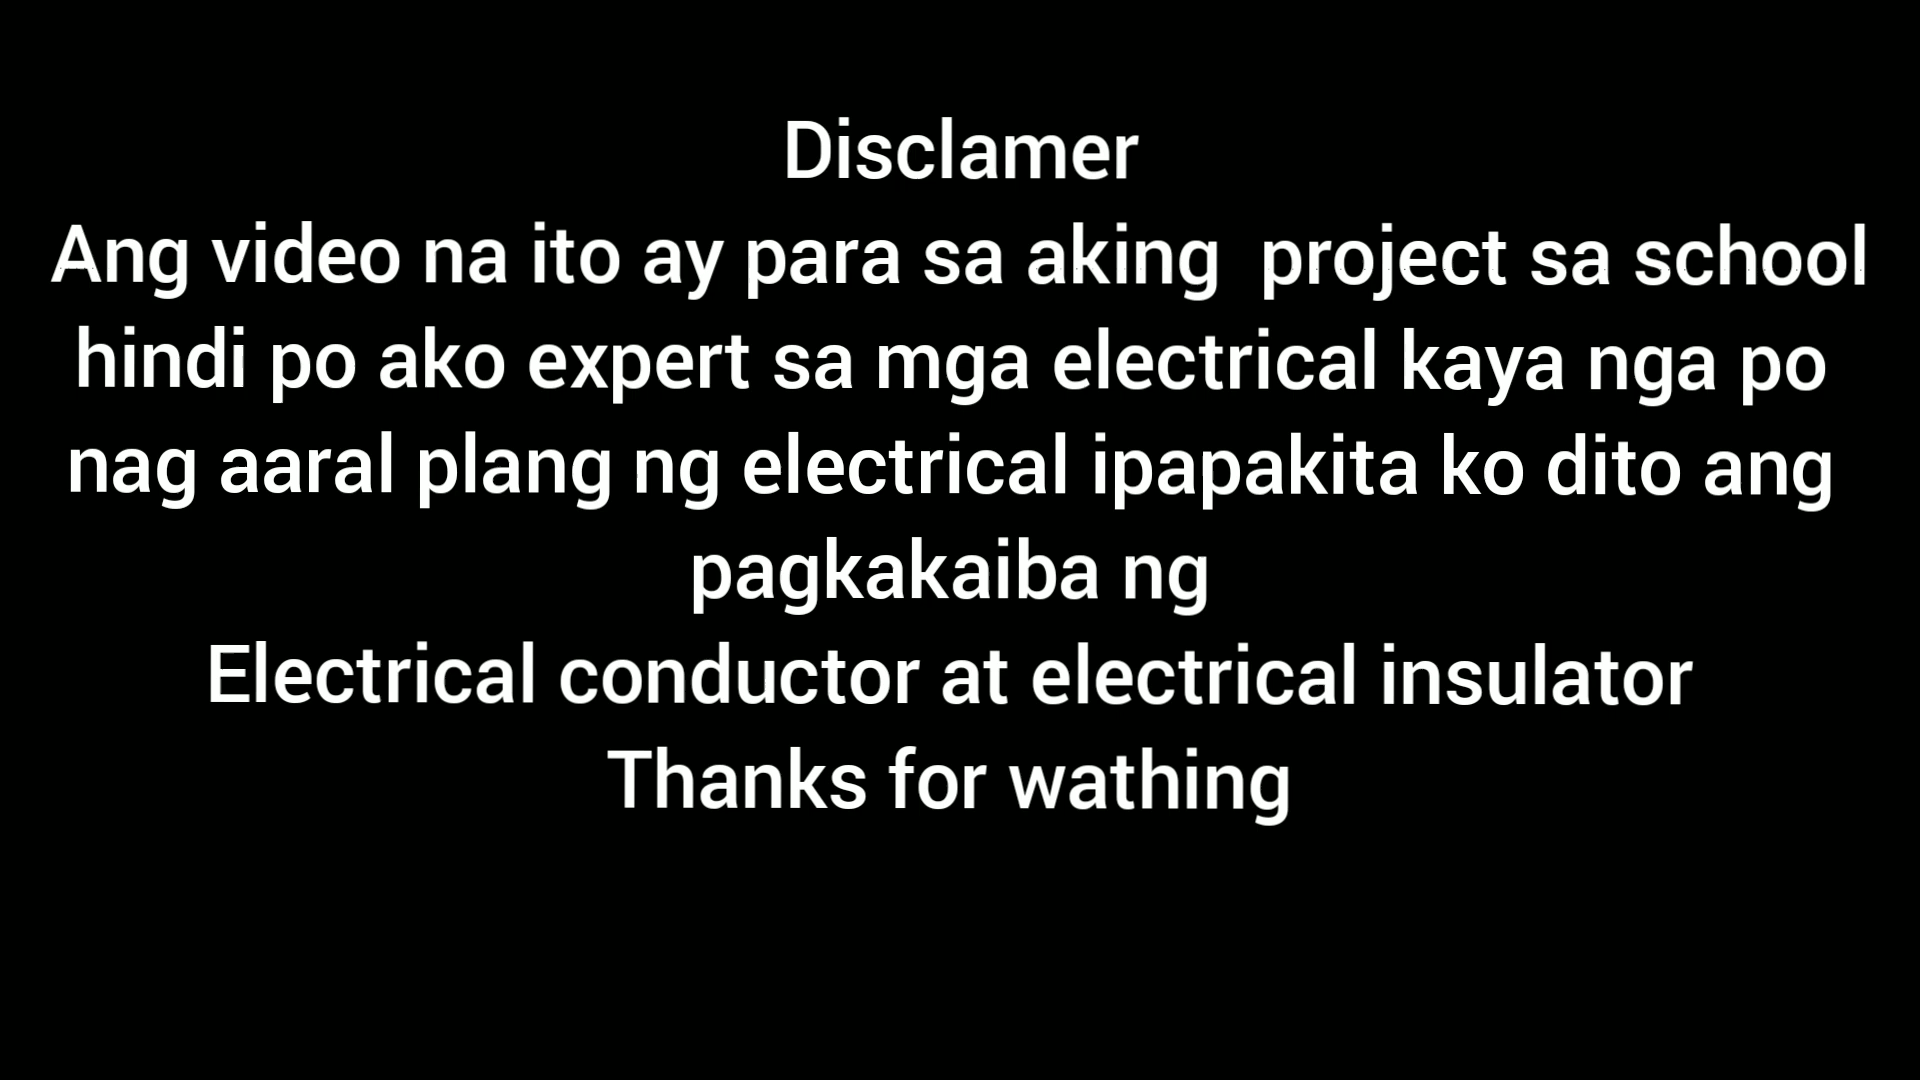 Disclamer
Ang video na ito ay para sa aking project sa school
hindi po ako expert sa mga electrical kaya nga po
nag aaral plang ng electrical ipapakita ko dito ang
pagkakaiba ng
Electrical conductor at electrical insulator
Thanks for wathing